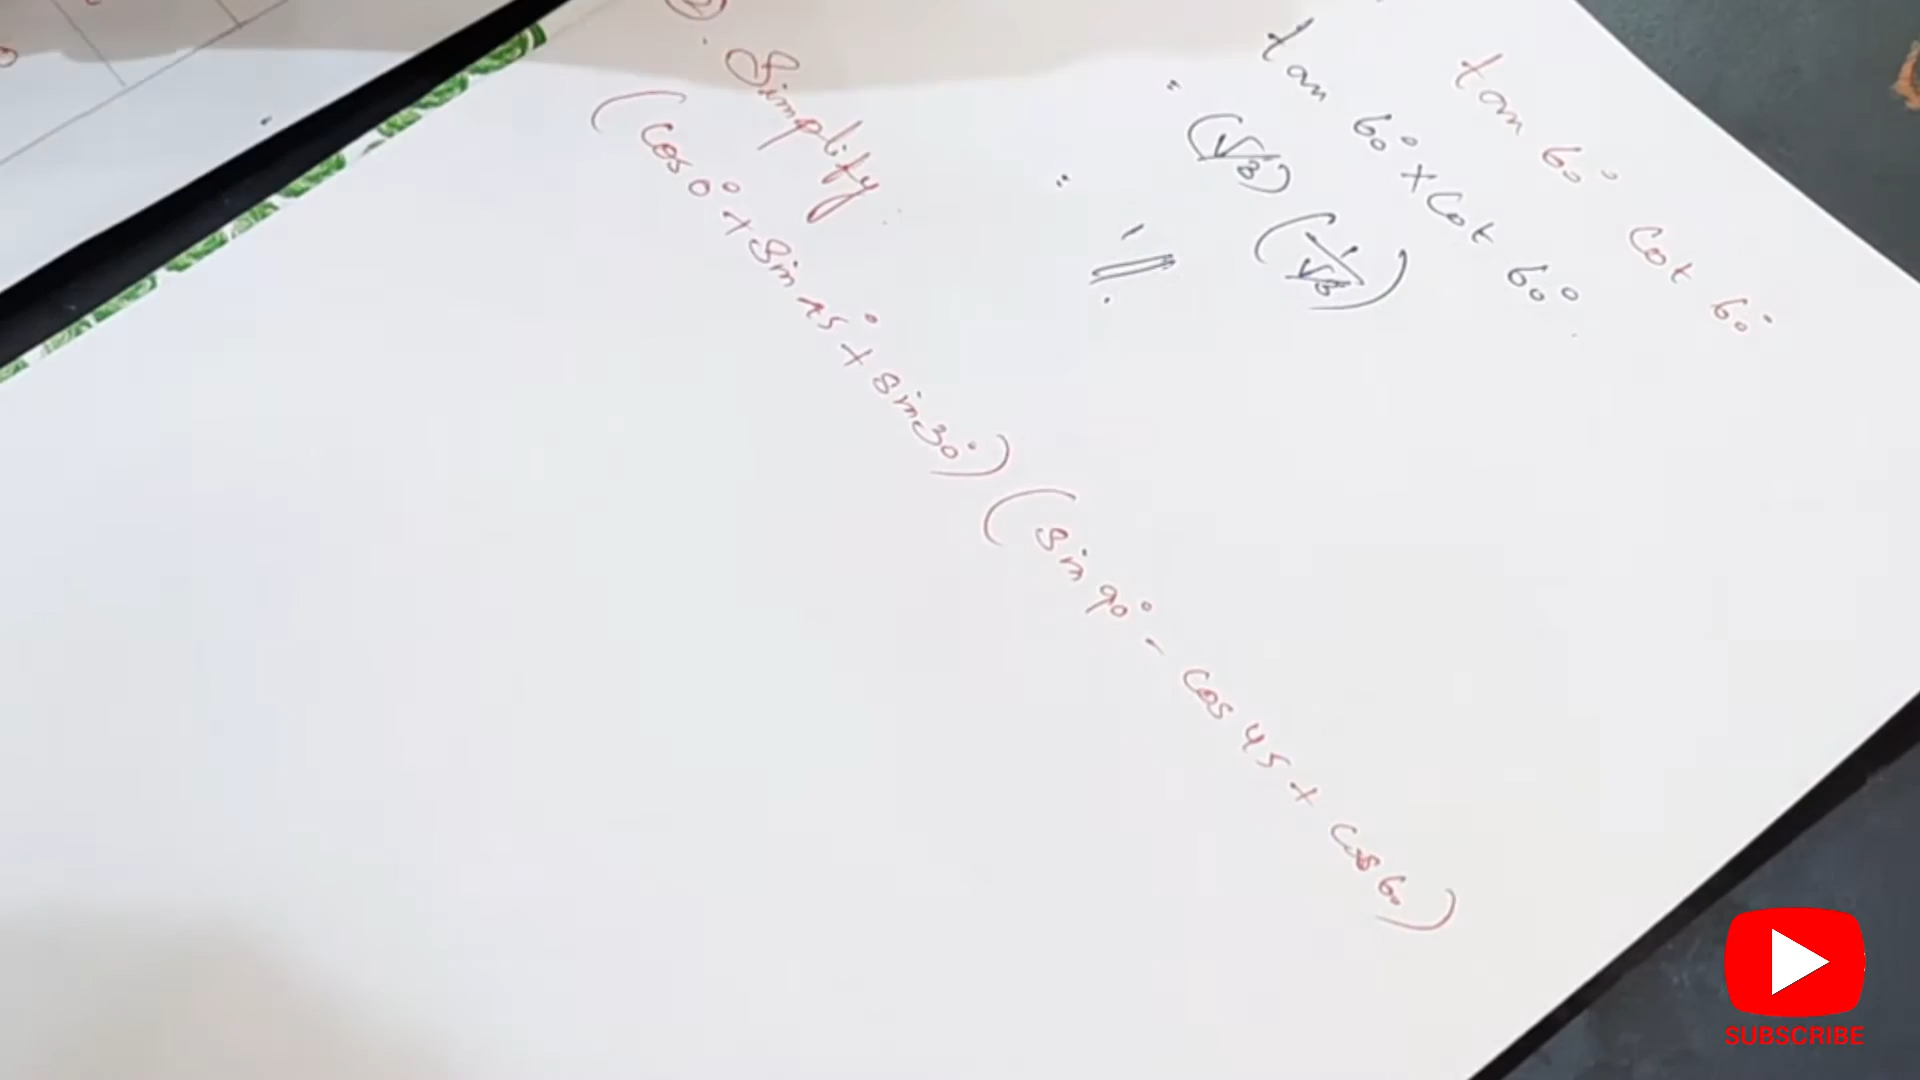 tan 60° cot 60°
tan 60° × cot 60°.
= (√3) (1/√3)
= 1 //.
②. Simplify:
(cos 0° + sin 45° + sin 30°) (sin 90° - cos 45 + cos 60)
SUBSCRIBE